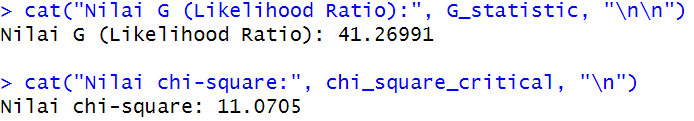 > cat("Nilai G (Likelihood Ratio):", G_statistic, "\n\n")
Nilai G (Likelihood Ratio): 41.26991
> cat("Nilai chi-square:", chi_square_critical, "\n")
Nilai chi-square: 11.0705